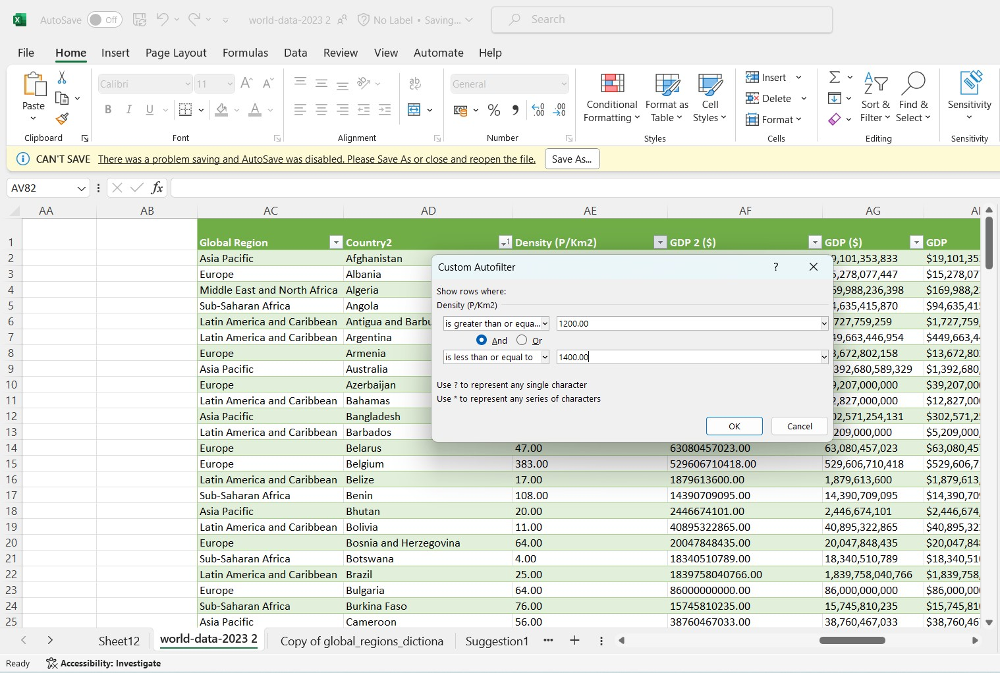 AutoSave Off world-data-2023 2 No Label • Saving... Search
File Home Insert Page Layout Formulas Data Review View Automate Help
Paste
Clipboard
Calibri 11
B I U A
Font
ab
Alignment
General
% 9 .00
Number
Conditional Formatting
Format as Table
Cell Styles
Styles
Insert
Delete
Format
Cells
Sort & Filter
Find & Select
Editing
Sensitivity
Sensitivity
CAN'T SAVE There was a problem saving and AutoSave was disabled. Please Save As or close and reopen the file. Save As...
AV82 fx
AA AB AC AD AE AF AG
1 Global Region Country2 Density (P/Km2) GDP 2 ($) GDP ($) GDP
2 Asia Pacific Afghanistan 9,101,353,833 $19,101,35
3 Europe Albania 5,278,077,447 $15,278,07
4 Middle East and North Africa Algeria 69,988,236,398 $169,988,2
5 Sub-Saharan Africa Angola 4,635,415,870 $94,635,41
6 Latin America and Caribbean Antigua and Barbu 727,759,259 $1,727,759,
7 Latin America and Caribbean Argentina 49,663,446,954 $449,663,4
8 Europe Armenia 3,672,802,158 $13,672,80
9 Asia Pacific Australia 392,680,589,329 $1,392,680,
10 Europe Azerbaijan 9,207,000,000 $39,207,00
11 Latin America and Caribbean Bahamas 2,827,000,000 $12,827,00
12 Asia Pacific Bangladesh 02,571,254,131 $302,571,2
13 Latin America and Caribbean Barbados 209,000,000 $5,209,000,
14 Europe Belarus 47.00 63080457023.00 63,080,457,023 $63,080,45
15 Europe Belgium 383.00 529606710418.00 529,606,710,418 $529,606,7
16 Latin America and Caribbean Belize 17.00 1879613600.00 1,879,613,600 $1,879,613,
17 Sub-Saharan Africa Benin 108.00 14390709095.00 14,390,709,095 $14,390,70
18 Asia Pacific Bhutan 20.00 2446674101.00 2,446,674,101 $2,446,674,
19 Latin America and Caribbean Bolivia 11.00 40895322865.00 40,895,322,865 $40,895,32
20 Europe Bosnia and Herzegovina 64.00 20047848435.00 20,047,848,435 $20,047,84
21 Sub-Saharan Africa Botswana 4.00 18340510789.00 18,340,510,789 $18,340,51
22 Latin America and Caribbean Brazil 25.00 1839758040766.00 1,839,758,040,766 $1,839,758,
23 Europe Bulgaria 64.00 86000000000.00 86,000,000,000 $86,000,00
24 Sub-Saharan Africa Burkina Faso 76.00 15745810235.00 15,745,810,235 $15,745,81
25 Asia Pacific Cameroon 56.00 38760467033.00 38,760,467,033 $38,760,46
Custom Autofilter ?
Show rows where:
Density (P/Km2)
is greater than or equa... 1200.00
And Or
is less than or equal to 1400.00
Use ? to represent any single character
Use * to represent any series of characters
OK Cancel
Sheet12 world-data-2023 2 Copy of global_regions_dictiona Suggestion1 ••• +
Ready Accessibility: Investigate